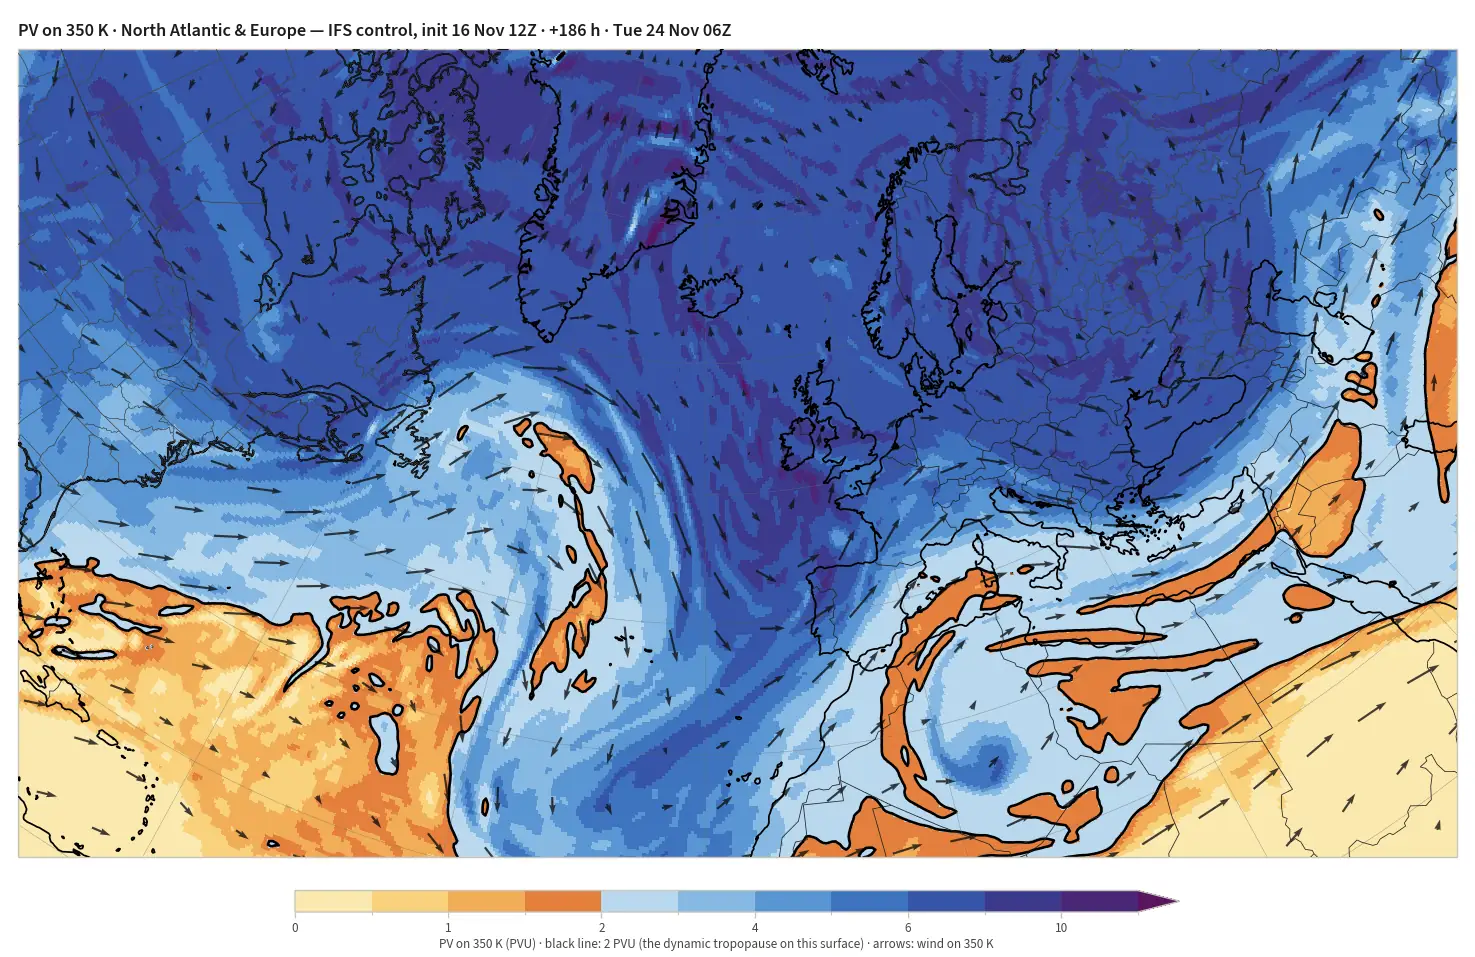 PV on 350 K · North Atlantic & Europe — IFS control, init 16 Nov 12Z · +186 h · Tue 24 Nov 06Z
0 1 2 4 6 10
PV on 350 K (PVU) · black line: 2 PVU (the dynamic tropopause on this surface) · arrows: wind on 350 K